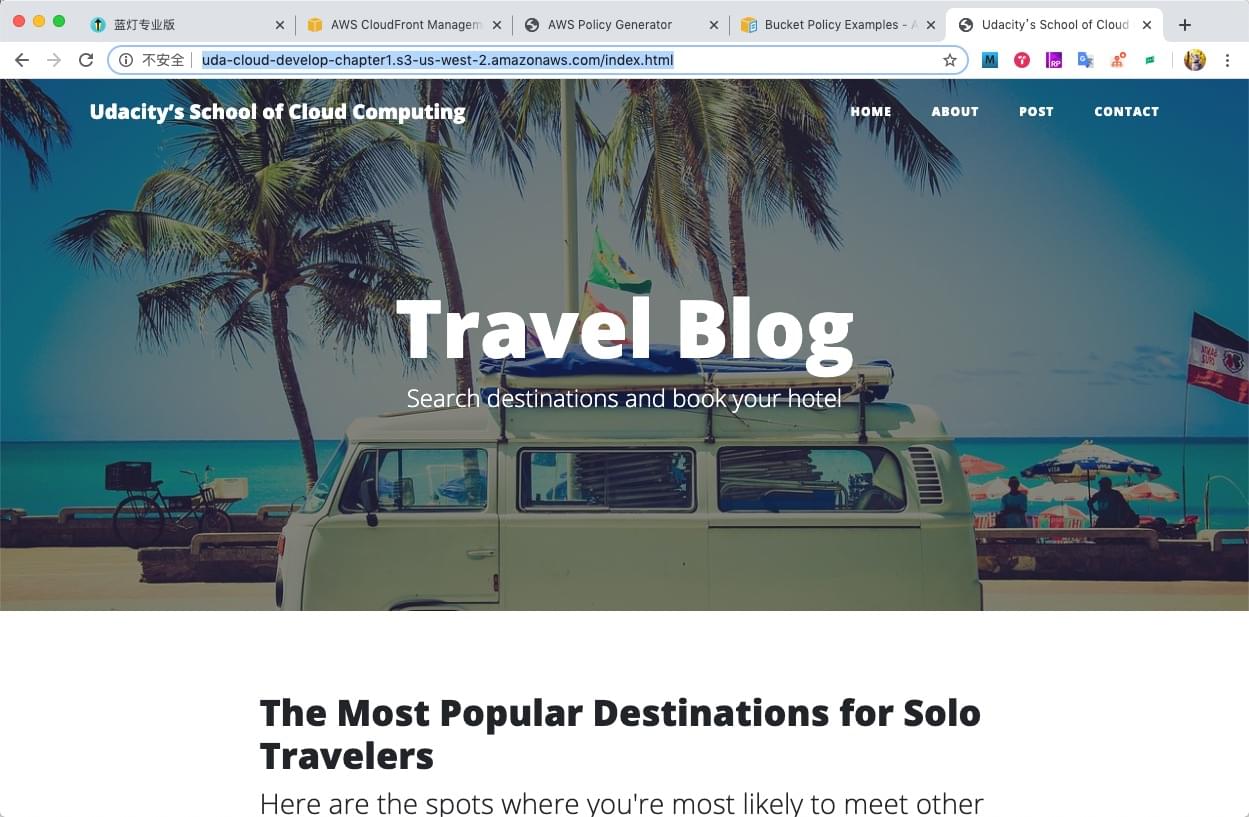 蓝灯专业版
AWS CloudFront Managem
AWS Policy Generator
Bucket Policy Examples - A
Udacity's School of Cloud
不安全
uda-cloud-develop-chapter1.s3-us-west-2.amazonaws.com/index.html
Udacity’s School of Cloud Computing
HOME
ABOUT
POST
CONTACT
Travel Blog
Search destinations and book your hotel
VISA
The Most Popular Destinations for Solo
Travelers
Here are the spots where you're most likely to meet other